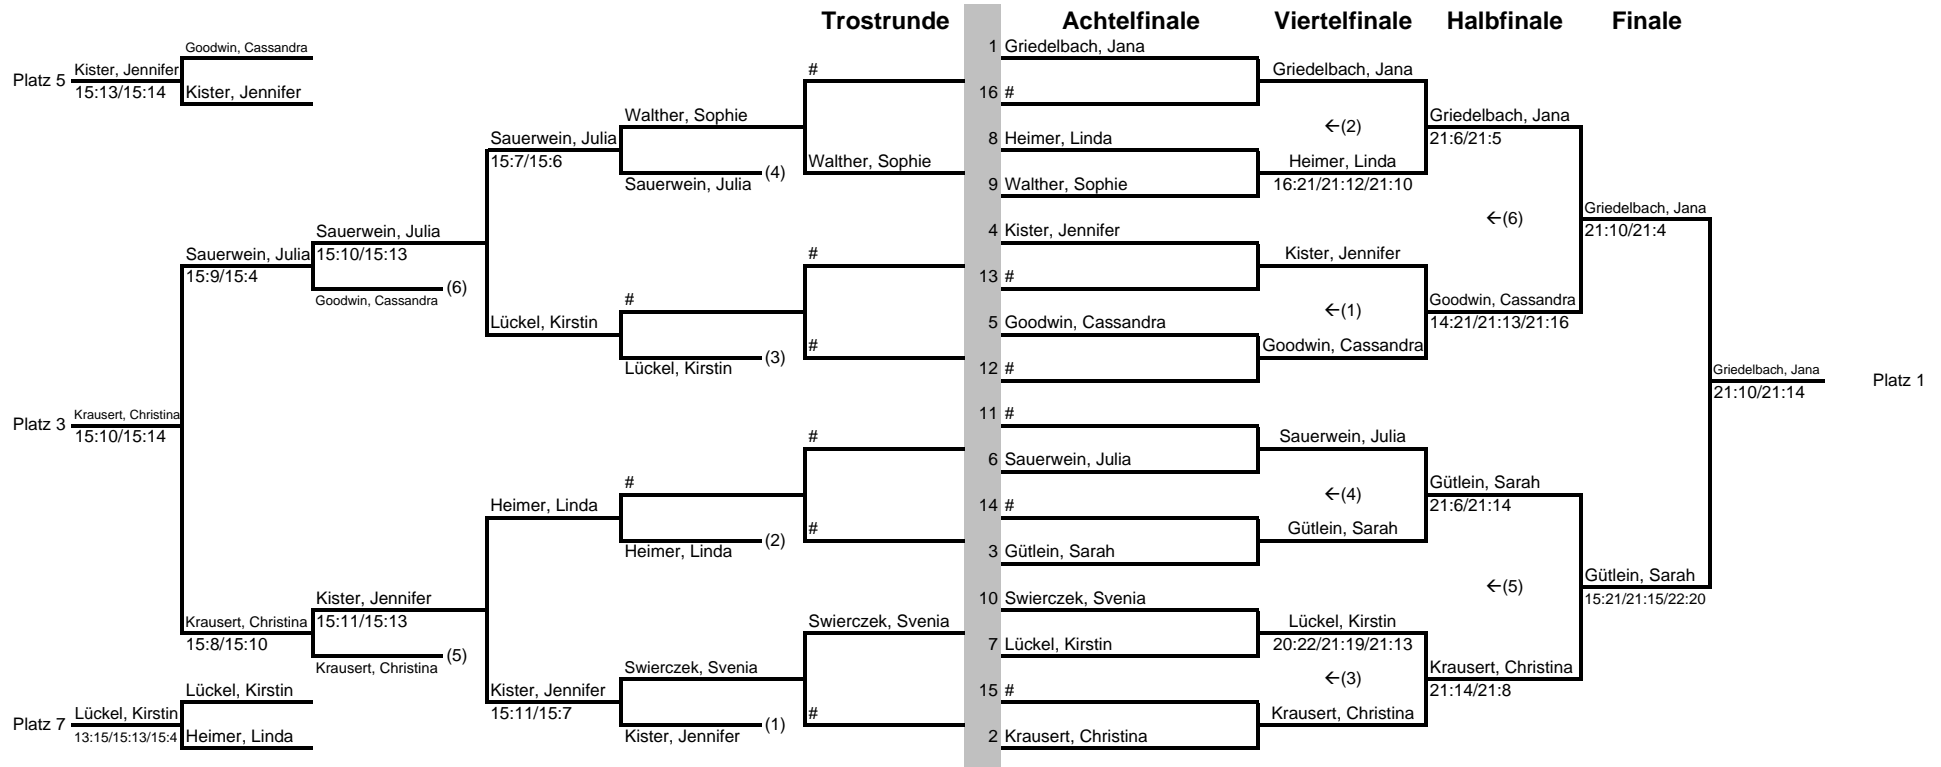 Trostrunde Achtelfinale Viertelfinale Halbfinale Finale
Goodwin, Cassandra
Platz 5 Kister, Jennifer
15:13/15:14 Kister, Jennifer
Sauerwein, Julia
15:9/15:4
Platz 3 Krausert, Christina
15:10/15:14
Krausert, Christina
15:8/15:10
Lückel, Kirstin
Platz 7 Lückel, Kirstin
13:15/15:13/15:4 Heimer, Linda
Sauerwein, Julia
15:10/15:13
(6)
Goodwin, Cassandra
Kister, Jennifer
15:11/15:13
(5)
Krausert, Christina
Sauerwein, Julia
15:7/15:6
Lückel, Kirstin
Heimer, Linda
Kister, Jennifer
15:11/15:7
Walther, Sophie
Sauerwein, Julia (4)
#
(3)
Lückel, Kirstin
#
(2)
Heimer, Linda
Swierczek, Svenia
(1)
Kister, Jennifer
#
Walther, Sophie
#
#
#
#
Swierczek, Svenia
#
1 Griedelbach, Jana
16 #
8 Heimer, Linda
9 Walther, Sophie
4 Kister, Jennifer
13 #
5 Goodwin, Cassandra
12 #
11 #
6 Sauerwein, Julia
14 #
3 Gütlein, Sarah
10 Swierczek, Svenia
7 Lückel, Kirstin
15 #
2 Krausert, Christina
Griedelbach, Jana
←(2)
Heimer, Linda
16:21/21:12/21:10
Kister, Jennifer
←(1)
Goodwin, Cassandra
Sauerwein, Julia
←(4)
Gütlein, Sarah
Lückel, Kirstin
20:22/21:19/21:13
←(3)
Krausert, Christina
Griedelbach, Jana
21:6/21:5
←(6)
Goodwin, Cassandra
14:21/21:13/21:16
Gütlein, Sarah
21:6/21:14
←(5)
Krausert, Christina
21:14/21:8
Griedelbach, Jana
21:10/21:4
Gütlein, Sarah
15:21/21:15/22:20
Griedelbach, Jana
21:10/21:14
Platz 1